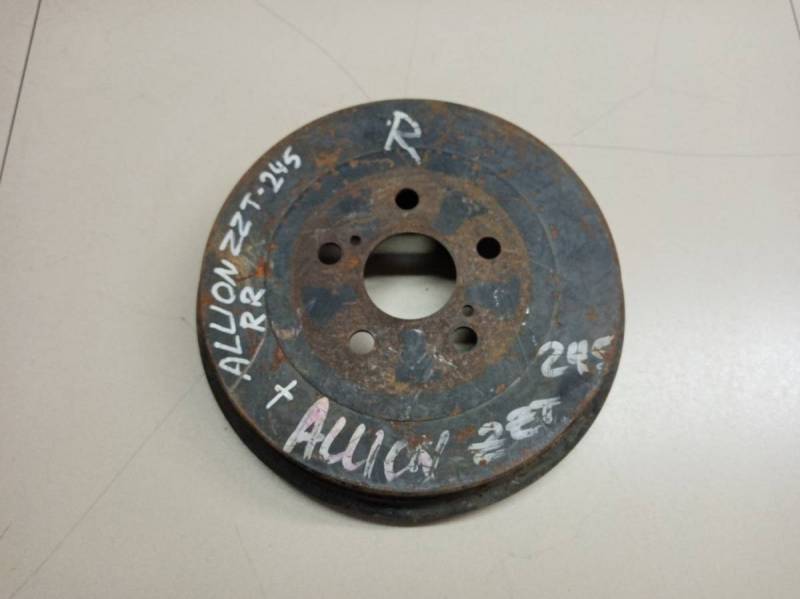 R
ALLION ZZT-245
RR
+ ALLION ZZT 245